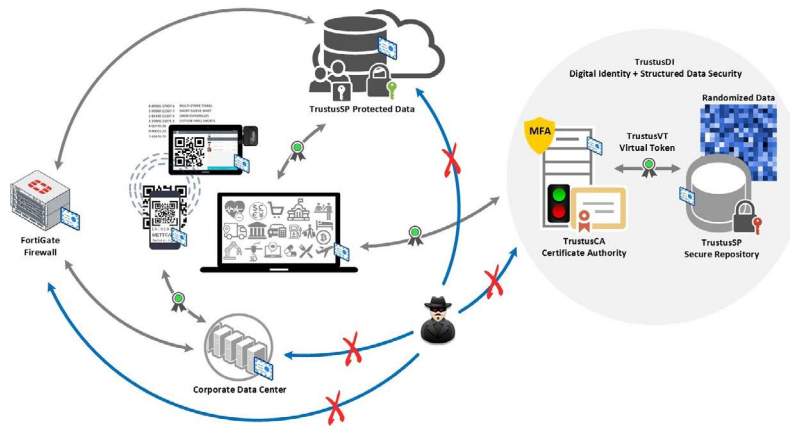 TrustusSP Protected Data
TrustusDI
Digital Identity + Structured Data Security
Randomized Data
MFA
TrustusVT
Virtual Token
FortiGate
Firewall
TrustusCA
Certificate Authority
TrustusSP
Secure Repository
Corporate Data Center